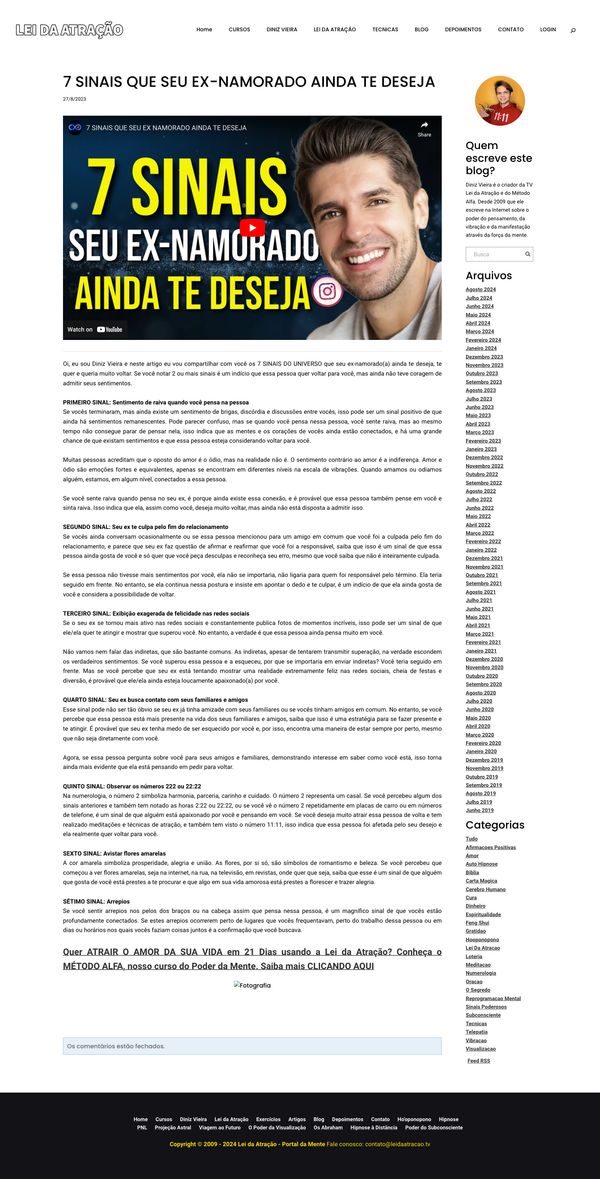 LEI DA ATRAÇÃO
Home CURSOS DINIZ VIEIRA LEI DA ATRAÇÃO TECNICAS BLOG DEPOIMENTOS CONTATO LOGIN
7 SINAIS QUE SEU EX-NAMORADO AINDA TE DESEJA
27/8/2023
7 SINAIS QUE SEU EX NAMORADO AINDA TE DESEJA
Share
7 SINAIS
SEU EX-NAMORADO
AINDA TE DESEJA
Watch on YouTube
Oi, eu sou Diniz Vieira e neste artigo eu vou compartilhar com você os 7 SINAIS DO UNIVERSO que seu ex-namorado(a) ainda te deseja, te
quer e queria muito voltar. Se você notar 2 ou mais sinais é um indício que essa pessoa quer voltar para você, mas ainda não teve coragem de
admitir seus sentimentos.
PRIMEIRO SINAL: Sentimento de raiva quando você pensa na pessoa
Se vocês terminaram, mas ainda existe um sentimento de brigas, discórdia e discussões entre vocês, isso pode ser um sinal positivo de que
ainda há sentimentos remanescentes. Pode parecer confuso, mas se quando você pensa nessa pessoa, você sente raiva, mas ao mesmo
tempo não consegue parar de pensar nela, isso indica que as mentes e os corações de vocês ainda estão conectados, e há uma grande
chance de que existam sentimentos e que essa pessoa esteja considerando voltar para você.
Muitas pessoas acreditam que o oposto do amor é o ódio, mas na realidade não é. O sentimento contrário ao amor é a indiferença. Amor e
ódio são emoções fortes e equivalentes, apenas se encontram em diferentes níveis na escala de vibrações. Quando amamos ou odiamos
alguém, estamos, em algum nível, conectados a essa pessoa.
Se você sente raiva quando pensa no seu ex, é porque ainda existe essa conexão, e é provável que essa pessoa também pense em você e
sinta raiva. Isso indica que ela, assim como você, deseja muito voltar, mas ainda não está disposta a admitir isso.
SEGUNDO SINAL: Seu ex te culpa pelo fim do relacionamento
Se vocês ainda conversam ocasionalmente ou se essa pessoa mencionou para um amigo em comum que você foi a culpada pelo fim do
relacionamento, e parece que seu ex faz questão de afirmar e reafirmar que você foi a responsável, saiba que isso é um sinal de que essa
pessoa ainda gosta de você e só quer que você peça desculpas e reconheça seu erro, mesmo que você saiba que não é inteiramente culpada.
Se essa pessoa não tivesse mais sentimentos por você, ela não se importaria, não ligaria para quem foi responsável pelo término. Ela teria
seguido em frente. No entanto, se ela continua nessa postura e insiste em apontar o dedo e te culpar, é um indício de que ela ainda gosta de
você e considera a possibilidade de voltar.
TERCEIRO SINAL: Exibição exagerada de felicidade nas redes sociais
Se o seu ex se tornou mais ativo nas redes sociais e constantemente publica fotos de momentos incríveis, isso pode ser um sinal de que
ele/ela quer te atingir e mostrar que superou você. No entanto, a verdade é que essa pessoa ainda pensa muito em você.
Não vamos nem falar das indiretas, que são bastante comuns. As indiretas, apesar de tentarem transmitir superação, na verdade escondem
os verdadeiros sentimentos. Se você superou essa pessoa e a esqueceu, por que se importaria em enviar indiretas? Você teria seguido em
frente. Mas se você percebe que seu ex está tentando mostrar uma realidade extremamente feliz nas redes sociais, cheia de festas e
diversão, é provável que ele/ela ainda esteja loucamente apaixonado(a) por você.
QUARTO SINAL: Seu ex busca contato com seus familiares e amigos
Esse sinal pode não ser tão óbvio se seu ex já tinha amizade com seus familiares ou se vocês tinham amigos em comum. No entanto, se você
percebe que essa pessoa está mais presente na vida dos seus familiares e amigos, saiba que isso é uma estratégia para se fazer presente e
te atingir. É provável que seu ex tenha medo de ser esquecido por você e, por isso, encontra uma maneira de estar sempre por perto, mesmo
que não seja diretamente com você.
Agora, se essa pessoa pergunta sobre você para seus amigos e familiares, demonstrando interesse em saber como você está, isso torna
ainda mais evidente que ela está pensando em pedir para voltar.
QUINTO SINAL: Observar os números 222 ou 22:22
Na numerologia, o número 2 simboliza harmonia, parceria, carinho e cuidado. O número 2 representa um casal. Se você percebeu algum dos
sinais anteriores e também tem notado as horas 2:22 ou 22:22, ou se você vê o número 2 repetidamente em placas de carro ou em números
de telefone, é um sinal de que alguém está apaixonado por você e pensando em você. Se você deseja muito atrair essa pessoa de volta e tem
realizado meditações e técnicas de atração, e também tem visto o número 11:11, isso indica que essa pessoa foi afetada pelo seu desejo e
ela realmente quer voltar para você.
SEXTO SINAL: Avistar flores amarelas
A cor amarela simboliza prosperidade, alegria e união. As flores, por si só, são símbolos de romantismo e beleza. Se você percebeu que
começou a ver flores amarelas, seja na internet, na rua, na televisão, em revistas, onde quer que seja, saiba que esse é um sinal de que alguém
que gosta de você está prestes a te procurar e que algo em sua vida amorosa está prestes a florescer e trazer alegria.
SÉTIMO SINAL: Arrepios
Se você sentir arrepios nos pelos dos braços ou na cabeça assim que pensa nessa pessoa, é um magnífico sinal de que vocês estão
profundamente conectados. Se estes arrepios ocorrerem perto de lugares que vocês frequentavam, perto do trabalho dessa pessoa ou em
dias ou horários nos quais vocês faziam coisas juntos é a confirmação que você buscava.
Quer ATRAIR O AMOR DA SUA VIDA em 21 Dias usando a Lei da Atração? Conheça o
MÉTODO ALFA, nosso curso do Poder da Mente. Saiba mais CLICANDO AQUI
Fotografia
Os comentários estão fechados.
11:11
Quem
escreve este
blog?
Diniz Vieira é o criador da TV
Lei da Atração e do Método
Alfa. Desde 2009 que ele
escreve na Internet sobre o
poder do pensamento, da
vibração e da manifestação
através da força da mente.
Busca
Arquivos
Agosto 2024
Julho 2024
Junho 2024
Maio 2024
Abril 2024
Março 2024
Fevereiro 2024
Janeiro 2024
Dezembro 2023
Novembro 2023
Outubro 2023
Setembro 2023
Agosto 2023
Julho 2023
Junho 2023
Maio 2023
Abril 2023
Março 2023
Fevereiro 2023
Janeiro 2023
Dezembro 2022
Novembro 2022
Outubro 2022
Setembro 2022
Agosto 2022
Julho 2022
Junho 2022
Maio 2022
Abril 2022
Março 2022
Fevereiro 2022
Janeiro 2022
Dezembro 2021
Novembro 2021
Outubro 2021
Setembro 2021
Agosto 2021
Julho 2021
Junho 2021
Maio 2021
Abril 2021
Março 2021
Fevereiro 2021
Janeiro 2021
Dezembro 2020
Novembro 2020
Outubro 2020
Setembro 2020
Agosto 2020
Julho 2020
Junho 2020
Maio 2020
Abril 2020
Março 2020
Fevereiro 2020
Janeiro 2020
Dezembro 2019
Novembro 2019
Outubro 2019
Setembro 2019
Agosto 2019
Julho 2019
Junho 2019
Categorias
Tudo
Afirmacoes Positivas
Amor
Auto Hipnose
Biblia
Carta Magica
Cerebro Humano
Cura
Dinheiro
Espiritualidade
Feng Shui
Gratidao
Hooponopono
Lei Da Atracao
Loteria
Meditacao
Numerologia
Oracao
O Segredo
Reprogramacao Mental
Sinais Poderosos
Subconsciente
Tecnicas
Telepatia
Vibracao
Visualizacao
Feed RSS
Home Cursos Diniz Vieira Lei da Atração Exercícios Artigos Blog Depoimentos Contato Ho'oponopono Hipnose
PNL Projeção Astral Viagem ao Futuro O Poder da Visualização Os Abraham Hipnose à Distância Poder do Subconsciente
Copyright © 2009 - 2024 Lei da Atração - Portal da Mente Fale conosco: contato@leidaatracao.tv